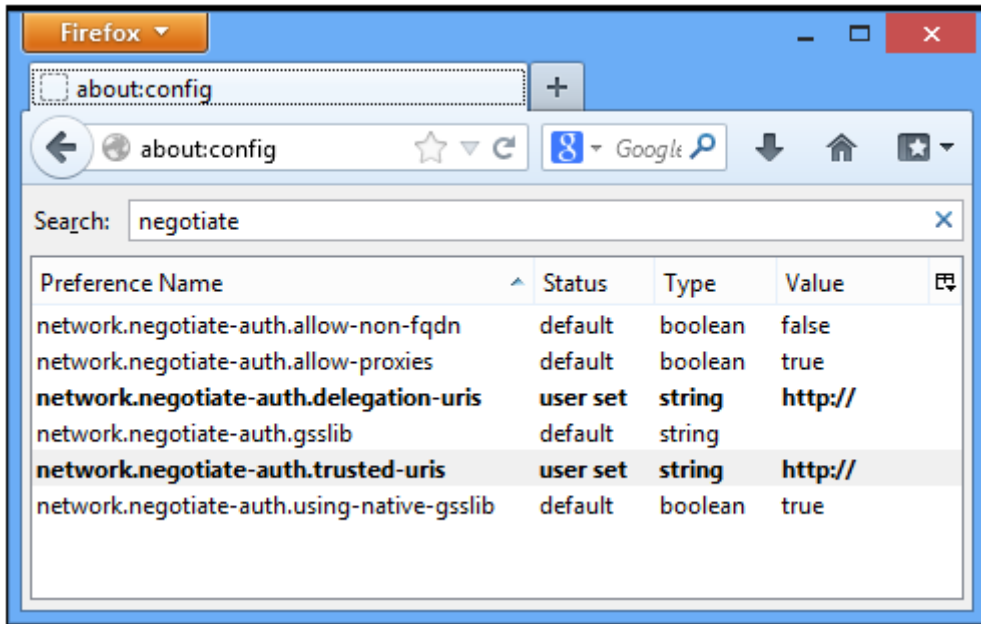 Firefox
about:config
about:config Google
Search: negotiate
Preference Name Status Type Value
network.negotiate-auth.allow-non-fqdn default boolean false
network.negotiate-auth.allow-proxies default boolean true
network.negotiate-auth.delegation-uris user set string http://
network.negotiate-auth.gsslib default string
network.negotiate-auth.trusted-uris user set string http://
network.negotiate-auth.using-native-gsslib default boolean true